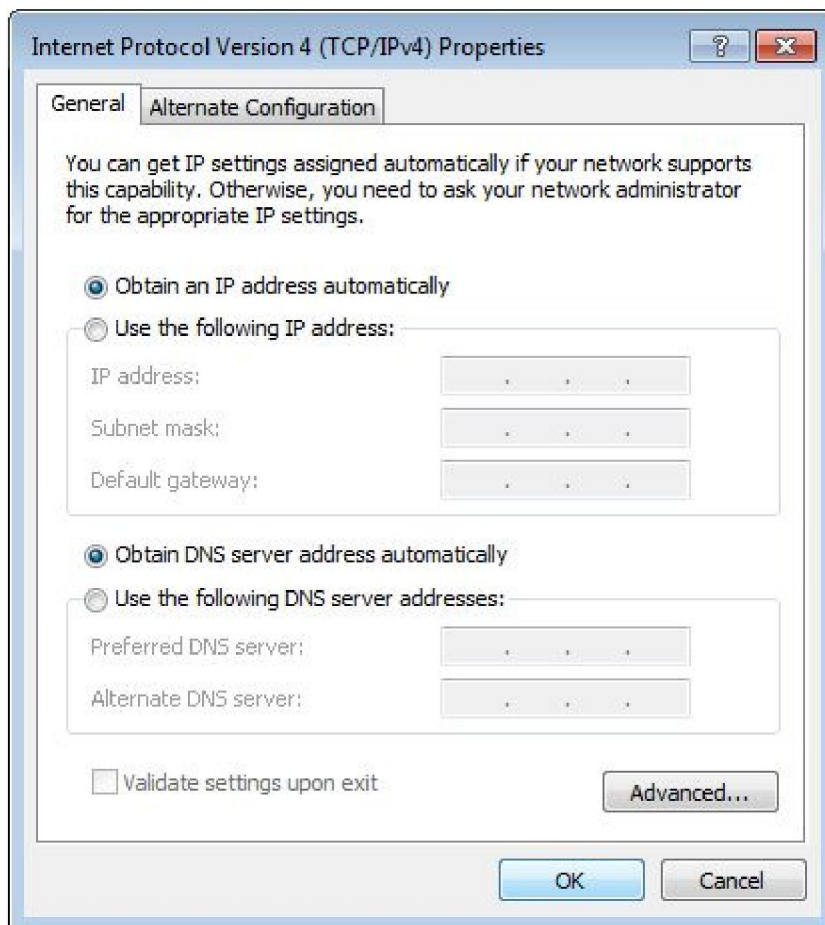 Internet Protocol Version 4 (TCP/IPv4) Properties
?
General
Alternate Configuration
You can get IP settings assigned automatically if your network supports
this capability. Otherwise, you need to ask your network administrator
for the appropriate IP settings.
Obtain an IP address automatically
Use the following IP address:
IP address: . . .
Subnet mask: . . .
Default gateway: . . .
Obtain DNS server address automatically
Use the following DNS server addresses:
Preferred DNS server: . . .
Alternate DNS server: . . .
Validate settings upon exit
Advanced...
OK
Cancel